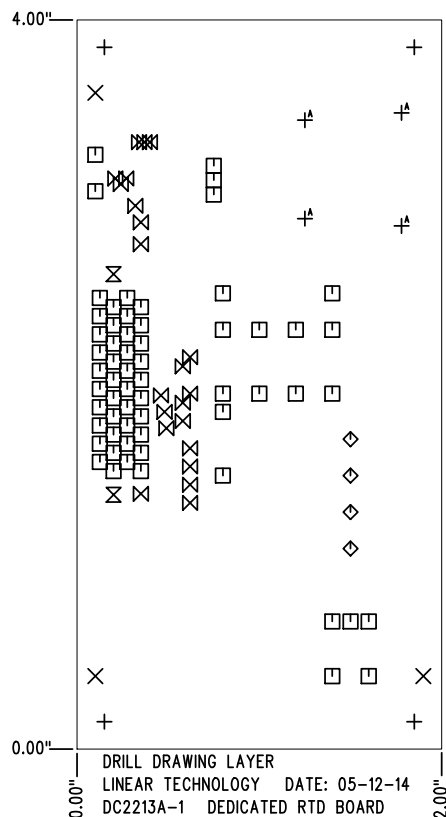 4.00"
A
A
A
A
0.00"
0.00"
2.00"
DRILL DRAWING LAYER
LINEAR TECHNOLOGY DATE: 05-12-14
DC2213A-1 DEDICATED RTD BOARD